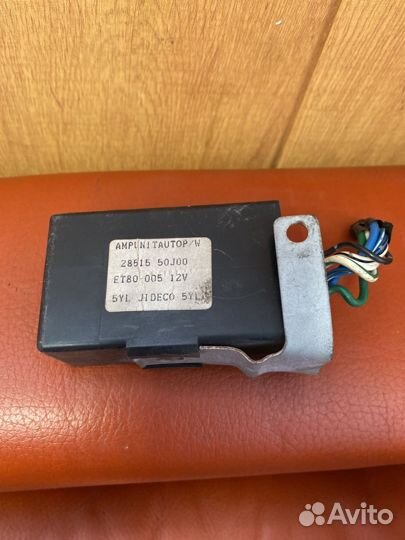 AMPUNITAUTOP/W
28515 50J00
ET80-005 12V
5YL JIDECO 5YL
Avito